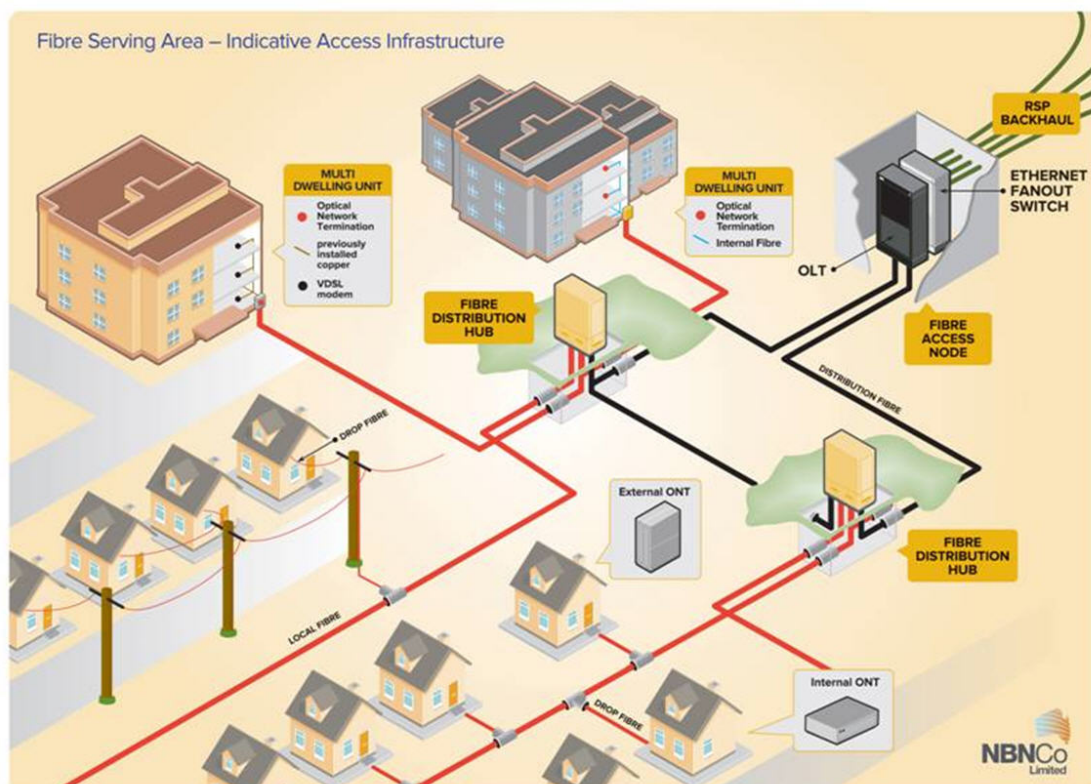 Fibre Serving Area – Indicative Access Infrastructure
RSP
BACKHAUL
MULTI
DWELLING UNIT
Optical
Network
Termination
previously
installed
copper
VDSL
modem
MULTI
DWELLING UNIT
Optical
Network
Termination
Internal Fibre
ETHERNET
FANOUT
SWITCH
OLT
FIBRE
DISTRIBUTION
HUB
FIBRE
ACCESS
NODE
DISTRIBUTION FIBRE
DROP FIBRE
External ONT
FIBRE
DISTRIBUTION
HUB
LOCAL FIBRE
Internal ONT
DROP FIBRE
NBNCo
Limited